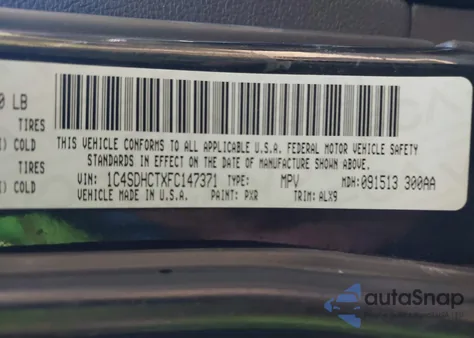 0 LB
TIRES
) COLD
TIRES
) COLD
THIS VEHICLE CONFORMS TO ALL APPLICABLE U.S.A. FEDERAL MOTOR VEHICLE SAFETY
STANDARDS IN EFFECT ON THE DATE OF MANUFACTURE SHOWN ABOVE.
VIN: 1C4SDHCTXFC147371 TYPE: MPV MDH: 091513 300AA
VEHICLE MADE IN U.S.A. PAINT: PXR TRIM: ALX9
autoSnap